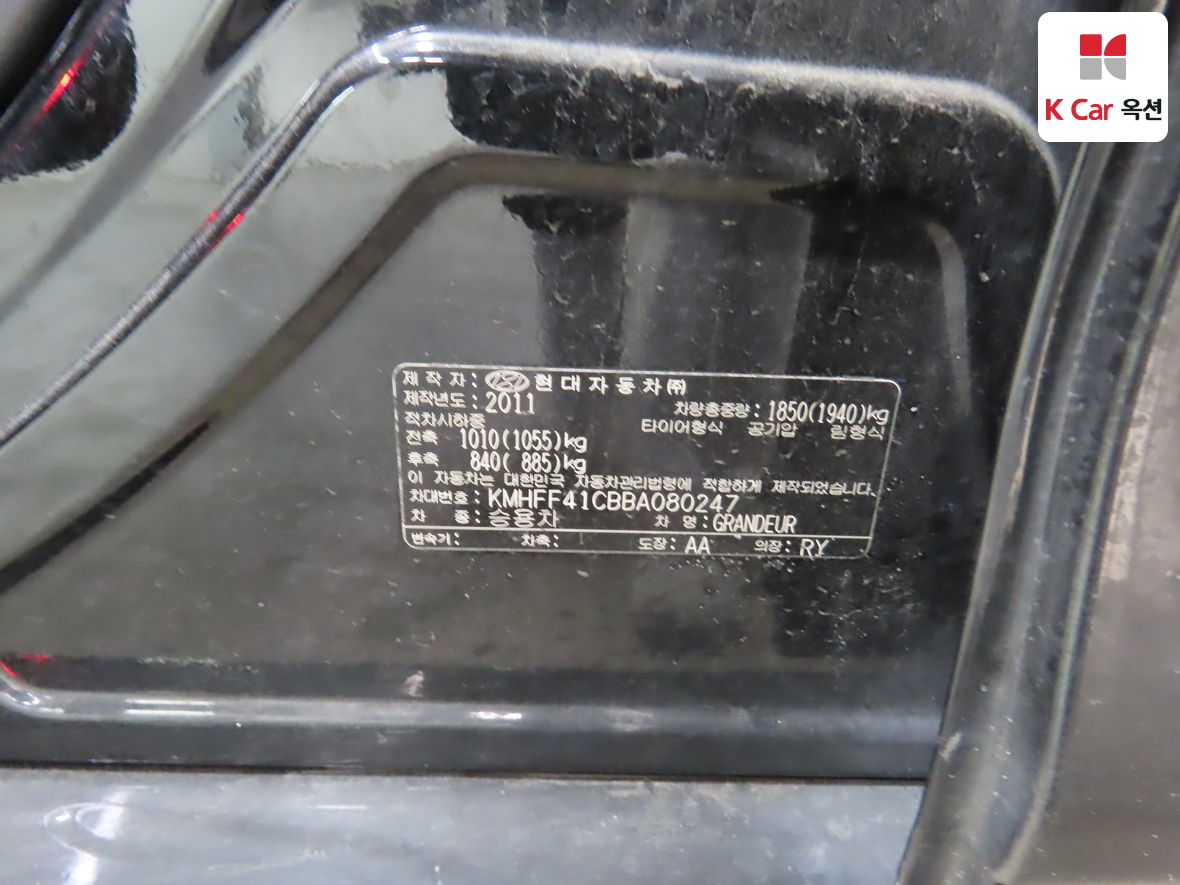 K Car 옥션
제 작 자 : 현대자동차㈜
제작년도 : 2011 차량총중량 : 1850(1940)kg
적차시하중 타이어형식 공기압 림형식
전축 1010(1055)kg
후축 840( 885)kg
이 자동차는 대한민국 자동차관리법령에 적합하게 제작되었습니다.
차대번호 : KMHFF41CBBA080247
차 종 : 승용차 차 명 : GRANDEUR
변속기 : 차축 : 도장 : AA 의장 : RY